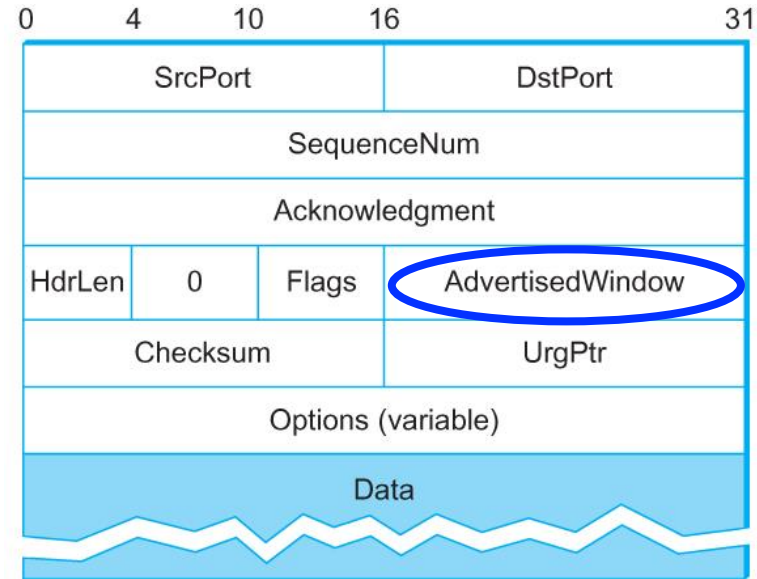 0 4 10 16 31
SrcPort DstPort
SequenceNum
Acknowledgment
HdrLen 0 Flags AdvertisedWindow
Checksum UrgPtr
Options (variable)
Data